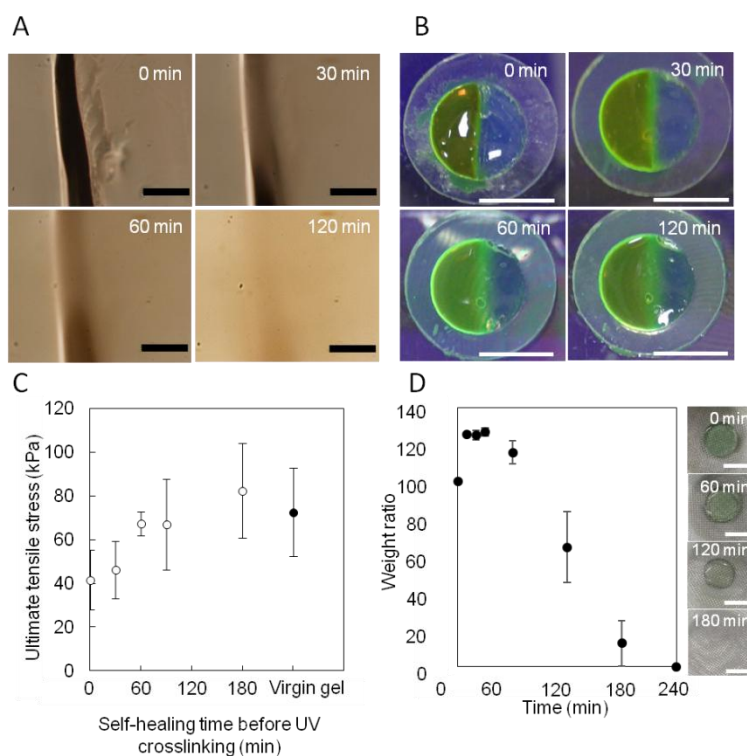 A
B
0 min
30 min
0 min
30 min
60 min
120 min
60 min
120 min
C
D
120
100
80
60
40
20
0
Ultimate tensile stress (kPa)
0
60
120
180
Virgin gel
Self-healing time before UV
crosslinking (min)
140
120
100
80
60
40
20
0
Weight ratio
0
60
120
180
240
Time (min)
0 min
60 min
120 min
180 min